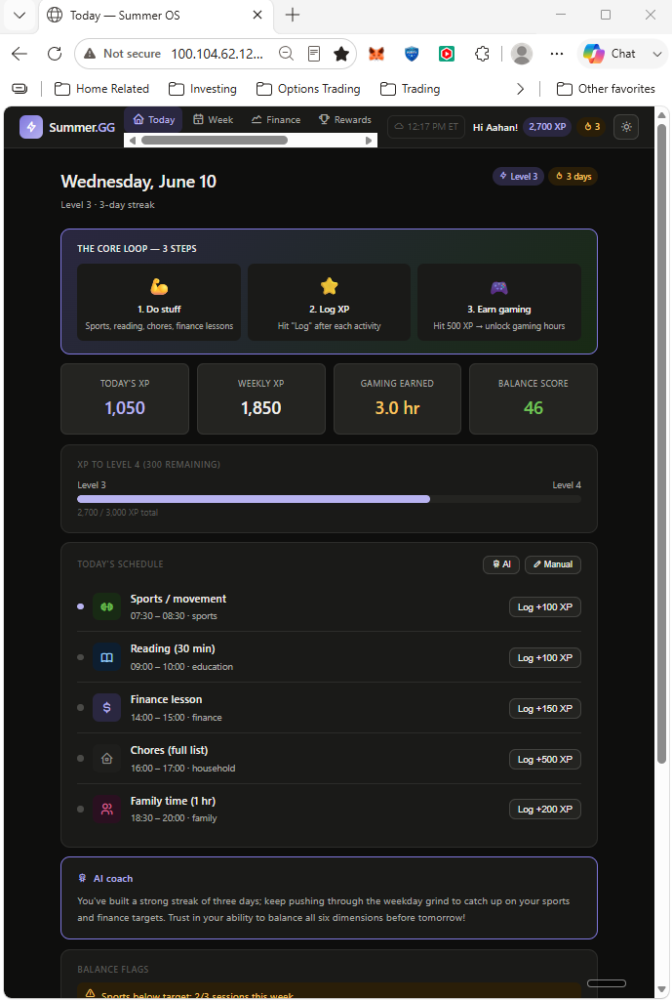 Today — Summer OS
Not secure 100.104.62.12...
Chat
Home Related
Investing
Options Trading
Trading
Other favorites
Summer.GG
Today
Week
Finance
Rewards
12:17 PM ET
Hi Aahan!
2,700 XP
3
Wednesday, June 10
Level 3
3 days
Level 3 · 3-day streak
THE CORE LOOP — 3 STEPS
1. Do stuff
Sports, reading, chores, finance lessons
2. Log XP
Hit "Log" after each activity
3. Earn gaming
Hit 500 XP → unlock gaming hours
TODAY'S XP
1,050
WEEKLY XP
1,850
GAMING EARNED
3.0 hr
BALANCE SCORE
46
XP TO LEVEL 4 (300 REMAINING)
Level 3
Level 4
2,700 / 3,000 XP total
TODAY'S SCHEDULE
AI
Manual
Sports / movement
07:30 – 08:30 · sports
Log +100 XP
Reading (30 min)
09:00 – 10:00 · education
Log +100 XP
Finance lesson
14:00 – 15:00 · finance
Log +150 XP
Chores (full list)
16:00 – 17:00 · household
Log +500 XP
Family time (1 hr)
18:30 – 20:00 · family
Log +200 XP
AI coach
You've built a strong streak of three days; keep pushing through the weekday grind to catch up on your sports
and finance targets. Trust in your ability to balance all six dimensions before tomorrow!
BALANCE FLAGS
Sports below target: 2/3 sessions this week